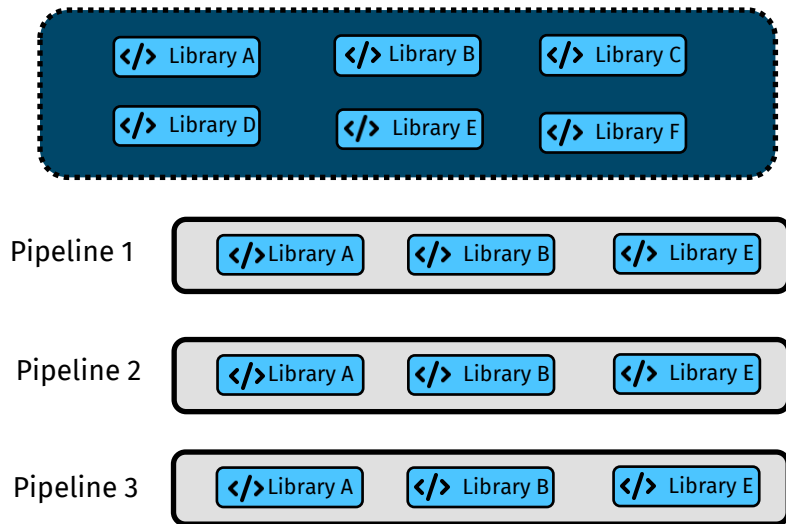 </> Library A </> Library B </> Library C
</> Library D </> Library E </> Library F
Pipeline 1 </> Library A </> Library B </> Library E
Pipeline 2 </> Library A </> Library B </> Library E
Pipeline 3 </> Library A </> Library B </> Library E